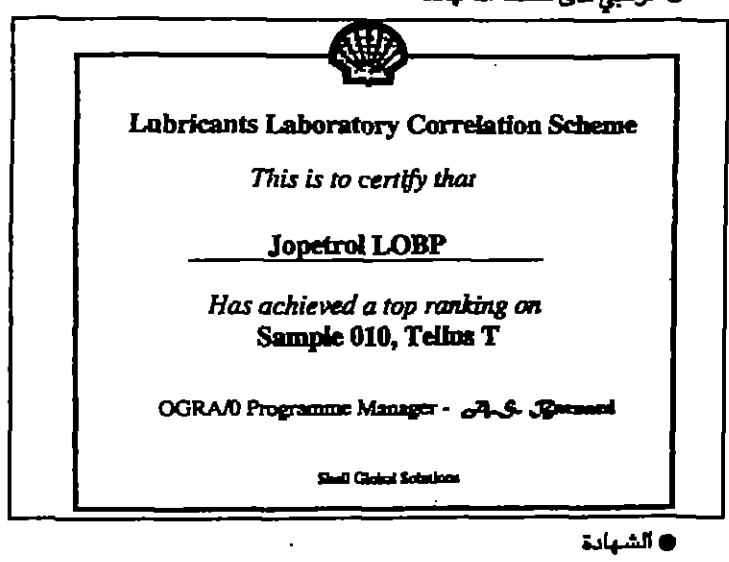 Lubricants Laboratory Correlation Scheme
This is to certify that
Jopetrol LOBP
Has achieved a top ranking on
Sample 010, Tellus T
OGRA/0 Programme Manager - A.S.
Shell Global Solutions
● الشهادة